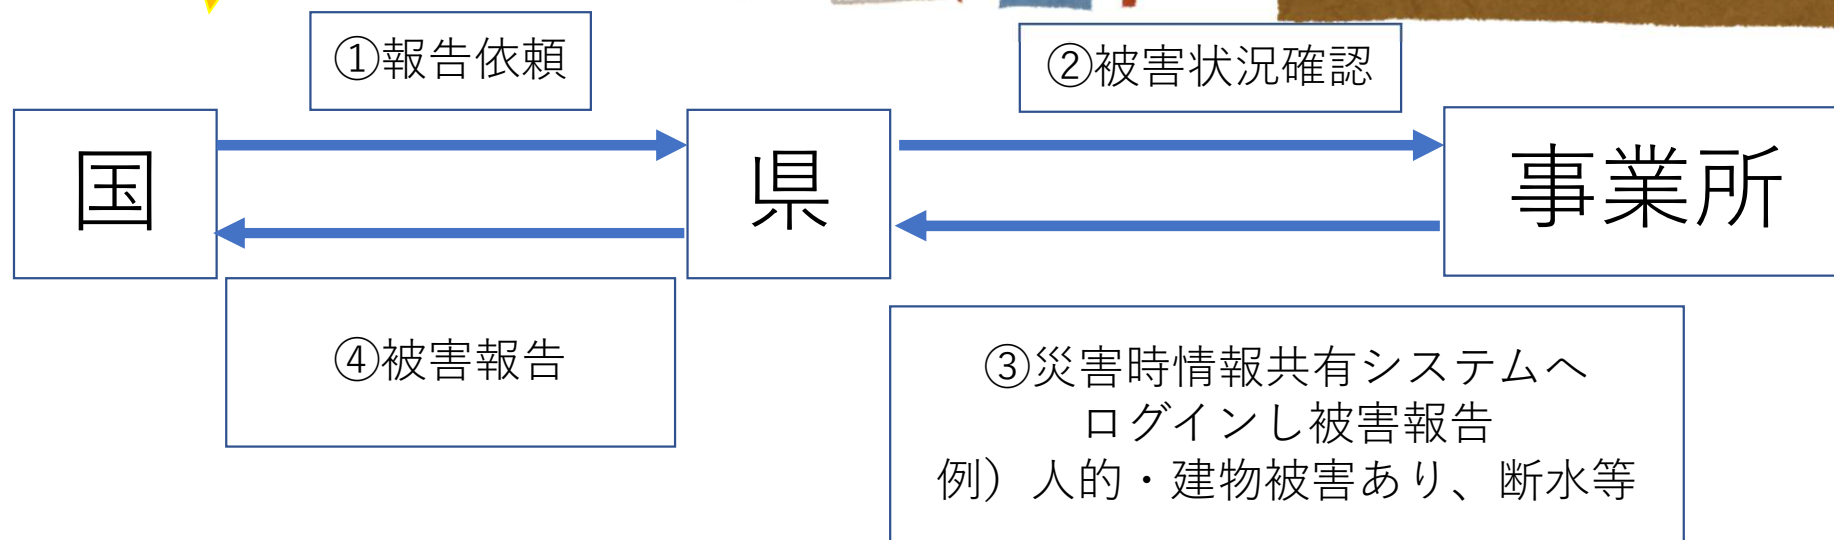 ①報告依頼
②被害状況確認
国
県
事業所
④被害報告
③災害時情報共有システムへ
ログインし被害報告
例）人的・建物被害あり、断水等